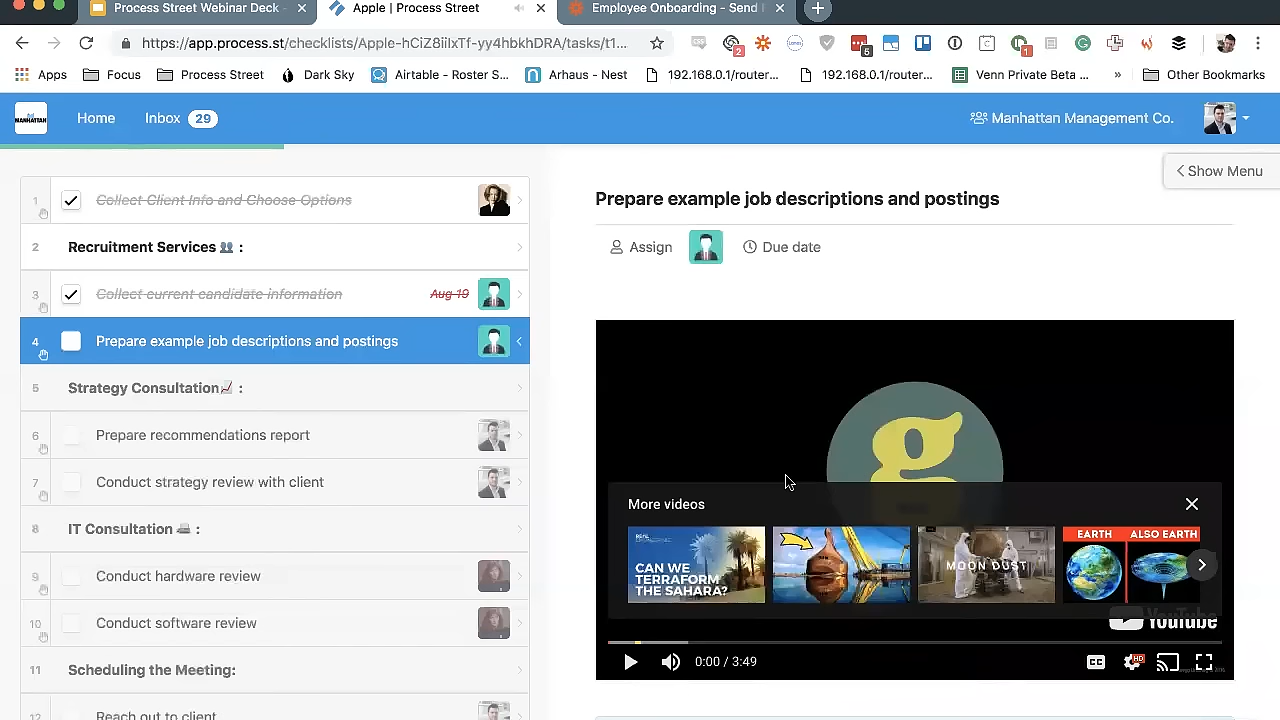 Process Street Webinar Deck -
Apple | Process Street
Employee Onboarding - Send
https://app.process.st/checklists/Apple-hCiZ8iilxTf-yy4hbkhDRA/tasks/t1...
2
6
1
Apps
Focus
Process Street
Dark Sky
Airtable - Roster S...
Arhaus - Nest
192.168.0.1/router...
192.168.0.1/router...
Venn Private Beta ...
»
Other Bookmarks
MANHATTAN
Home
Inbox 29
Manhattan Management Co.
Show Menu
1 Collect Client Info and Choose Options
2 Recruitment Services :
3 Collect current candidate information Aug 19
4 Prepare example job descriptions and postings
5 Strategy Consultation :
6 Prepare recommendations report
7 Conduct strategy review with client
8 IT Consultation :
9 Conduct hardware review
10 Conduct software review
11 Scheduling the Meeting:
12 Reach out to client
Prepare example job descriptions and postings
Assign
Due date
g
More videos
CAN WE
TERRAFORM
THE SAHARA?
MOON DUST
EARTH
ALSO EARTH
YouTube
0:00 / 3:49
CC
HD